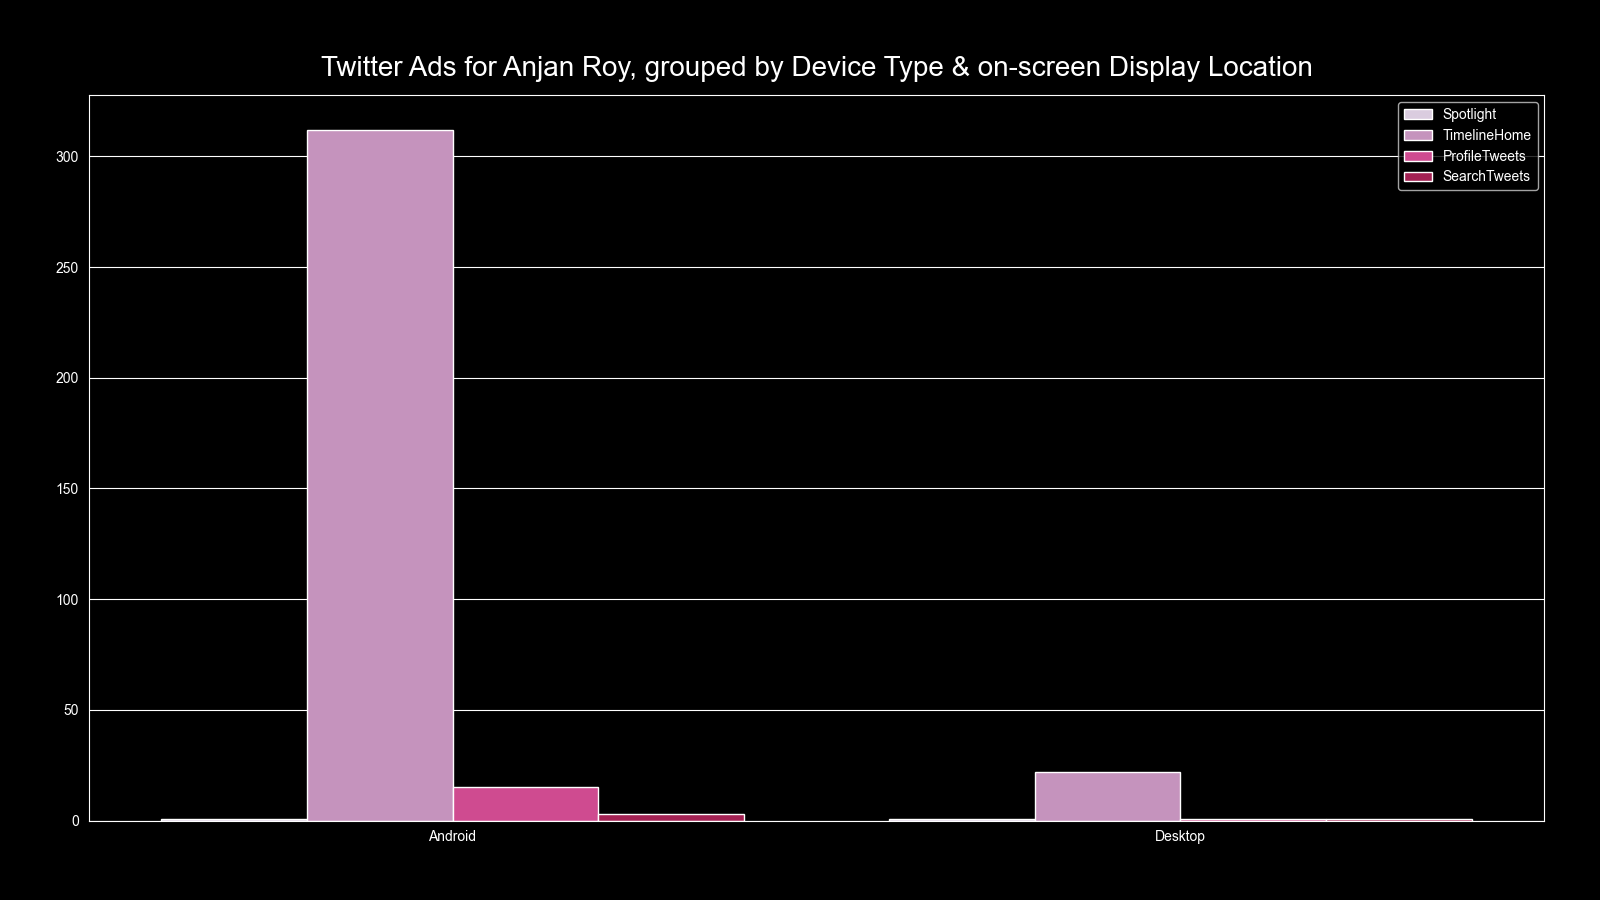 Twitter Ads for Anjan Roy, grouped by Device Type & on-screen Display Location
Spotlight
TimelineHome
ProfileTweets
SearchTweets
300
250
200
150
100
50
0
Android
Desktop